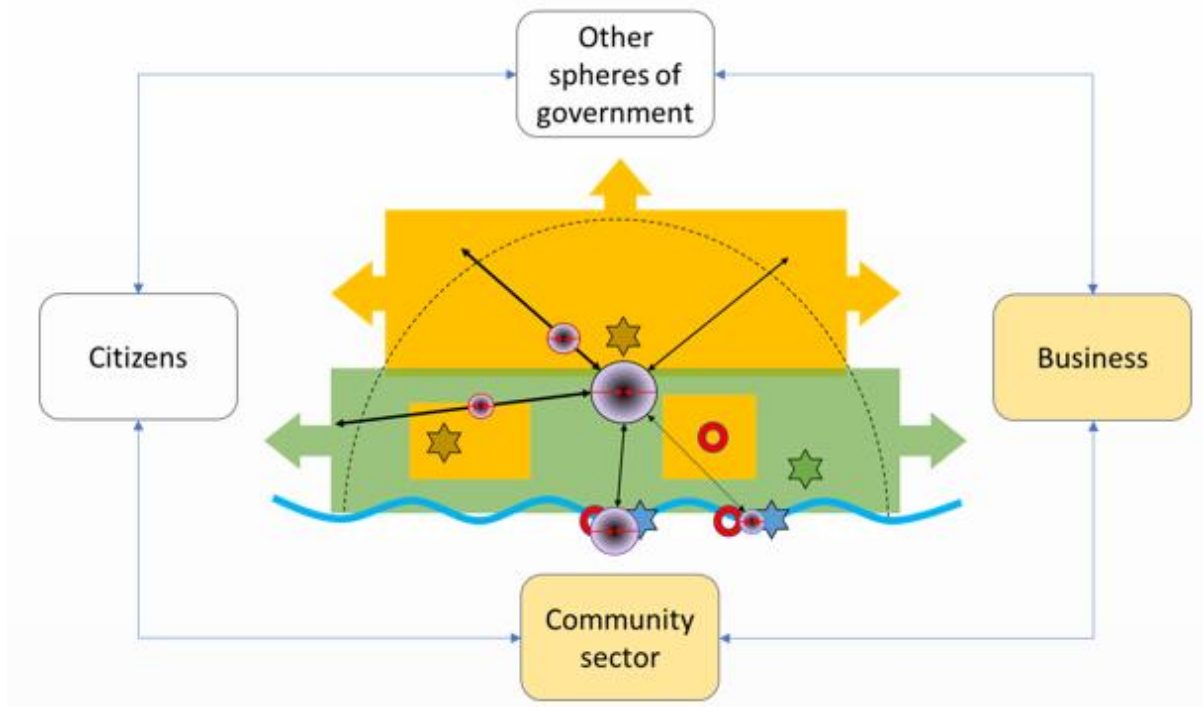 Other
spheres of
government
Citizens
Business
Community
sector